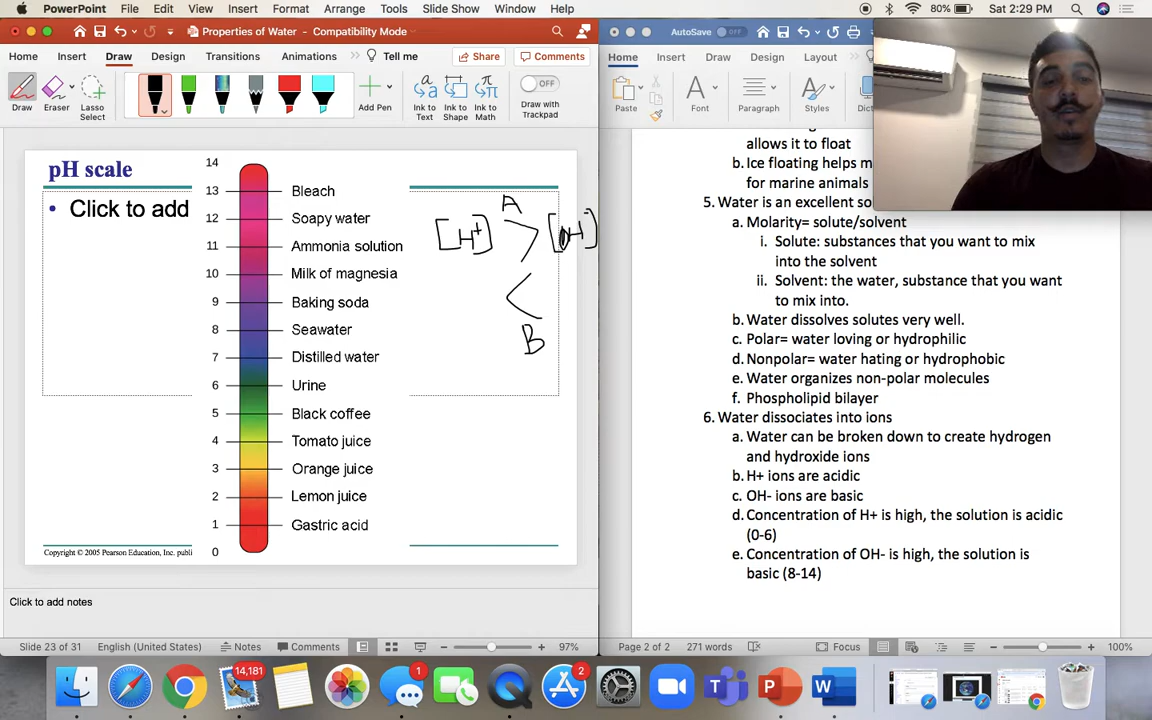 PowerPoint File Edit View Insert Format Arrange Tools Slide Show Window Help 80% Sat 2:29 PM
Properties of Water - Compatibility Mode
Home Insert Draw Design Transitions Animations Tell me Share Comments
Draw Eraser Lasso Select Add Pen Ink to Text Ink to Shape Ink to Math OFF Draw with Trackpad
pH scale
• Click to add
14
13 Bleach
12 Soapy water
11 Ammonia solution
10 Milk of magnesia
9 Baking soda
8 Seawater
7 Distilled water
6 Urine
5 Black coffee
4 Tomato juice
3 Orange juice
2 Lemon juice
1 Gastric acid
0
A
[H+] > [OH-]
<
B
Copyright © 2005 Pearson Education, Inc. publi
Click to add notes
Slide 23 of 31 English (United States) Notes Comments 97%
AutoSave OFF
Home Insert Draw Design Layout
Paste Font Paragraph Styles
allows it to float
b. Ice floating helps m
for marine animals
5. Water is an excellent so
a. Molarity= solute/solvent
i. Solute: substances that you want to mix
into the solvent
ii. Solvent: the water, substance that you want
to mix into.
b. Water dissolves solutes very well.
c. Polar= water loving or hydrophilic
d. Nonpolar= water hating or hydrophobic
e. Water organizes non-polar molecules
f. Phospholipid bilayer
6. Water dissociates into ions
a. Water can be broken down to create hydrogen
and hydroxide ions
b. H+ ions are acidic
c. OH- ions are basic
d. Concentration of H+ is high, the solution is acidic
(0-6)
e. Concentration of OH- is high, the solution is
basic (8-14)
Page 2 of 2 271 words Focus 100%
14,181 1 2